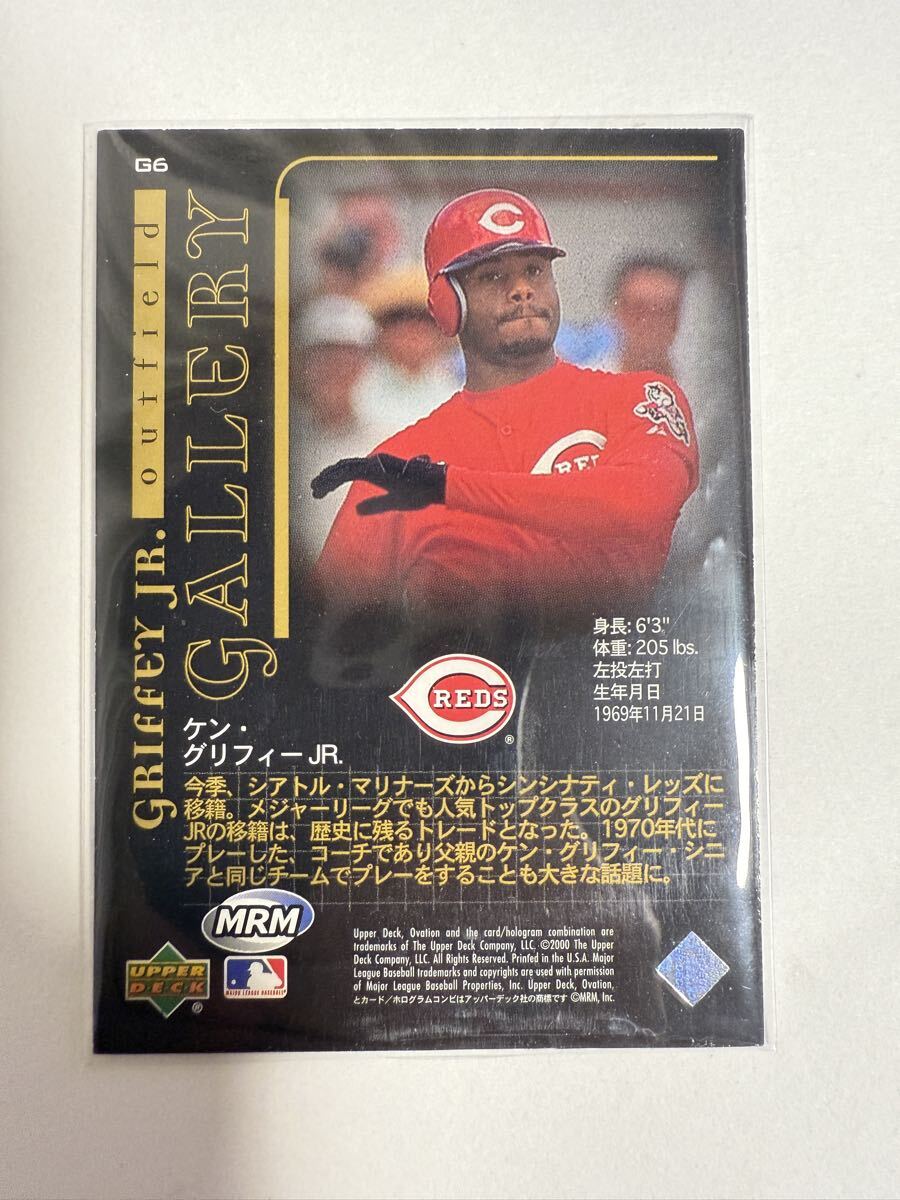 G6
GRIFFEY JR. outfield
GALLERY
C
REDS
身長: 6'3"
体重: 205 lbs.
左投左打
生年月日
1969年11月21日
REDS
®
ケン・
グリフィー JR.
今季、シアトル・マリナーズからシンシナティ・レッズに
移籍。メジャーリーグでも人気トップクラスのグリフィー
JRの移籍は、歴史に残るトレードとなった。1970年代に
プレーした、コーチであり父親のケン・グリフィー・シニ
アと同じチームでプレーをすることも大きな話題に。
MRM
UPPER
DECK
®
MAJOR LEAGUE BASEBALL
Upper Deck, Ovation and the card/hologram combination are
trademarks of The Upper Deck Company, LLC. ©2000 The Upper
Deck Company, LLC. All Rights Reserved. Printed in the U.S.A. Major
League Baseball trademarks and copyrights are used with permission
of Major League Baseball Properties, Inc. Upper Deck, Ovation,
とカード／ホログラムコンビはアッパーデック社の商標です ©MRM, Inc.